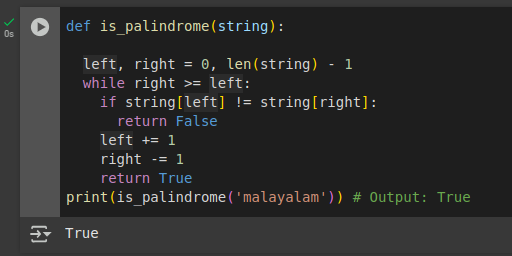 def is_palindrome(string):
left, right = 0, len(string) - 1
while right >= left:
if string[left] != string[right]:
return False
left += 1
right -= 1
return True
print(is_palindrome('malayalam')) # Output: True
0s
True